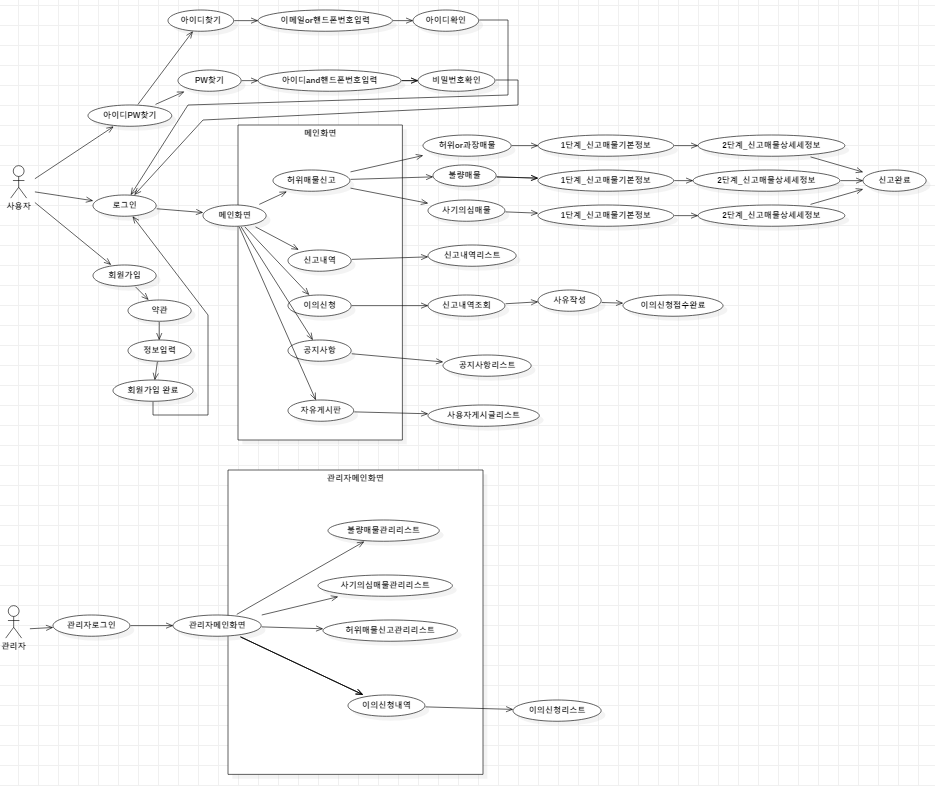 아이디찾기
이메일or핸드폰번호입력
아이디확인
PW찾기
아이디and핸드폰번호입력
비밀번호확인
아이디PW찾기
메인화면
허위or과장매물
1단계_신고매물기본정보
2단계_신고매물상세세정보
사용자
허위매물신고
불량매물
1단계_신고매물기본정보
2단계_신고매물상세세정보
신고완료
로그인
메인화면
사기의심매물
1단계_신고매물기본정보
2단계_신고매물상세세정보
신고내역
신고내역리스트
회원가입
이의신청
신고내역조회
사유작성
이의신청접수완료
약관
정보입력
공지사항
공지사항리스트
회원가입 완료
자유게시판
사용자게시글리스트
관리자메인화면
불량매물관리리스트
사기의심매물관리리스트
관리자
관리자로그인
관리자메인화면
허위매물신고관리리스트
이의신청내역
이의신청리스트